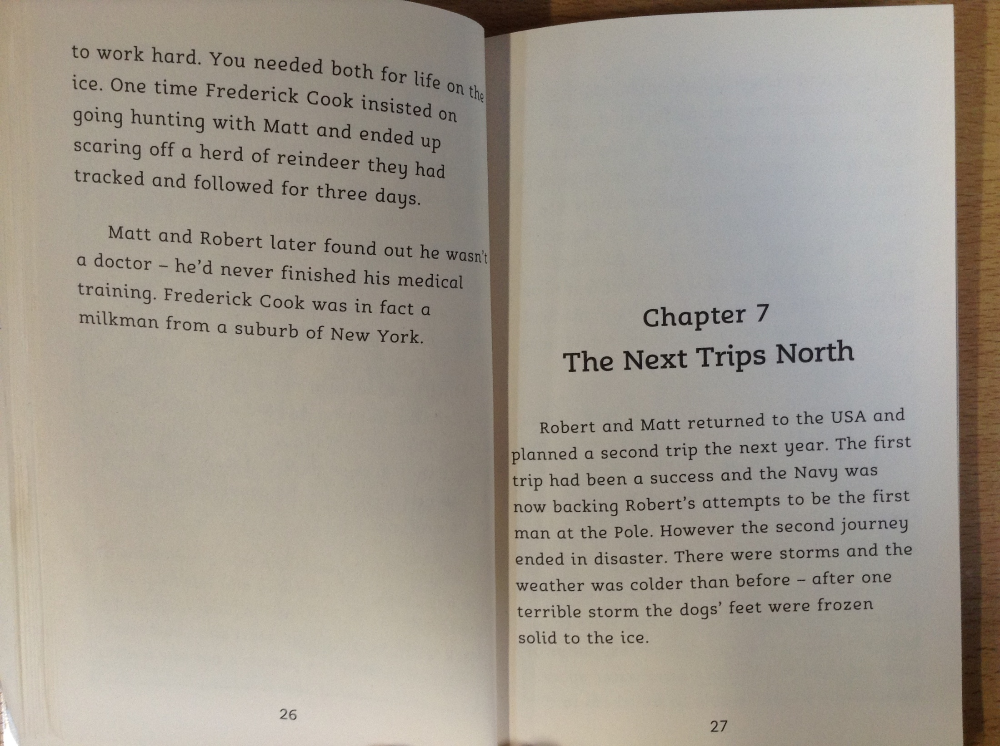 to work hard. You needed both for life on the
ice. One time Frederick Cook insisted on
going hunting with Matt and ended up
scaring off a herd of reindeer they had
tracked and followed for three days.
Matt and Robert later found out he wasn't
a doctor – he'd never finished his medical
training. Frederick Cook was in fact a
milkman from a suburb of New York.
26
Chapter 7
The Next Trips North
Robert and Matt returned to the USA and
planned a second trip the next year. The first
trip had been a success and the Navy was
now backing Robert's attempts to be the first
man at the Pole. However the second journey
ended in disaster. There were storms and the
weather was colder than before – after one
terrible storm the dogs' feet were frozen
solid to the ice.
27